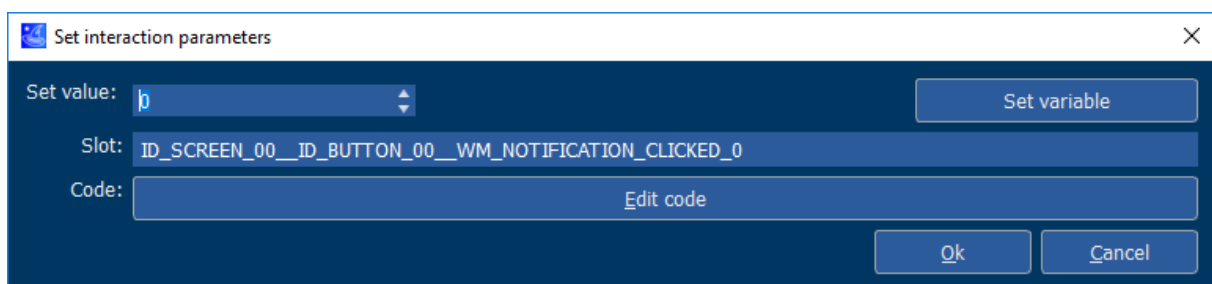 Set interaction parameters
Set value: 0 Set variable
Slot: ID_SCREEN_00__ID_BUTTON_00__WM_NOTIFICATION_CLICKED_0
Code: Edit code
Ok Cancel